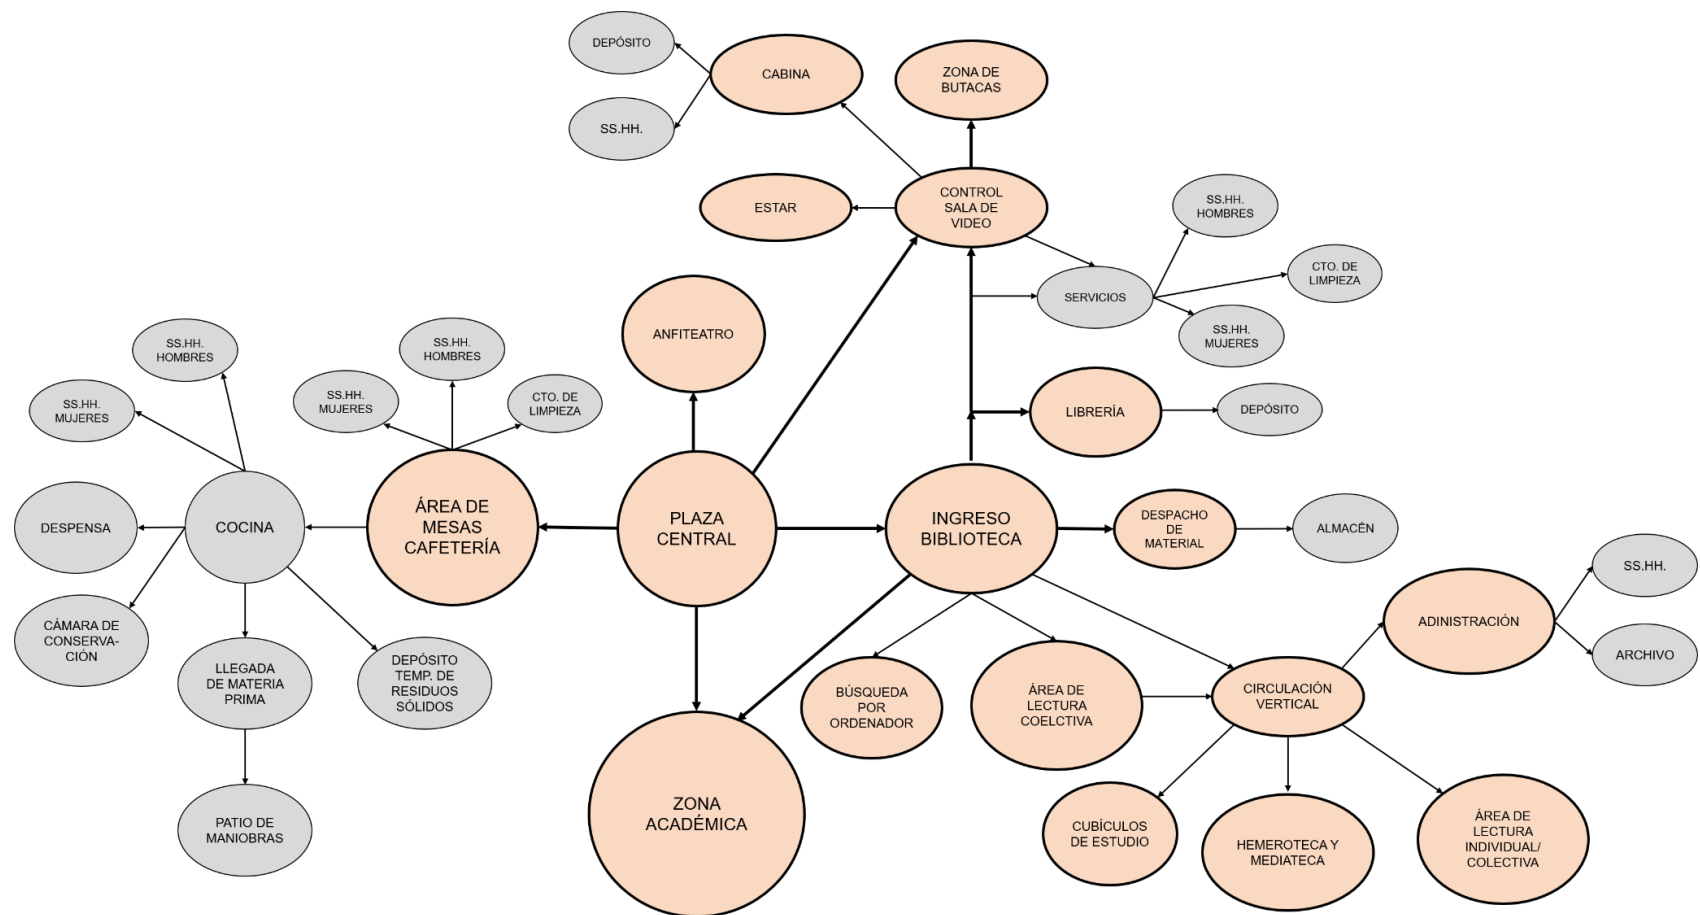 DEPÓSITO
CABINA
ZONA DE
BUTACAS
SS.HH.
ESTAR
CONTROL
SALA DE
VIDEO
SS.HH.
HOMBRES
CTO. DE
LIMPIEZA
SERVICIOS
SS.HH.
MUJERES
ANFITEATRO
SS.HH.
HOMBRES
SS.HH.
HOMBRES
SS.HH.
MUJERES
SS.HH.
MUJERES
CTO. DE
LIMPIEZA
LIBRERÍA
DEPÓSITO
DESPENSA
COCINA
ÁREA DE
MESAS
CAFETERÍA
PLAZA
CENTRAL
INGRESO
BIBLIOTECA
DESPACHO
DE
MATERIAL
ALMACÉN
SS.HH.
ADINISTRACIÓN
ARCHIVO
CÁMARA DE
CONSERVA-
CIÓN
LLEGADA
DE MATERIA
PRIMA
DEPÓSITO
TEMP. DE
RESIDUOS
SÓLIDOS
BÚSQUEDA
POR
ORDENADOR
ÁREA DE
LECTURA
COELCTIVA
CIRCULACIÓN
VERTICAL
PATIO DE
MANIOBRAS
ZONA
ACADÉMICA
CUBÍCULOS
DE ESTUDIO
HEMEROTECA Y
MEDIATECA
ÁREA DE
LECTURA
INDIVIDUAL/
COLECTIVA